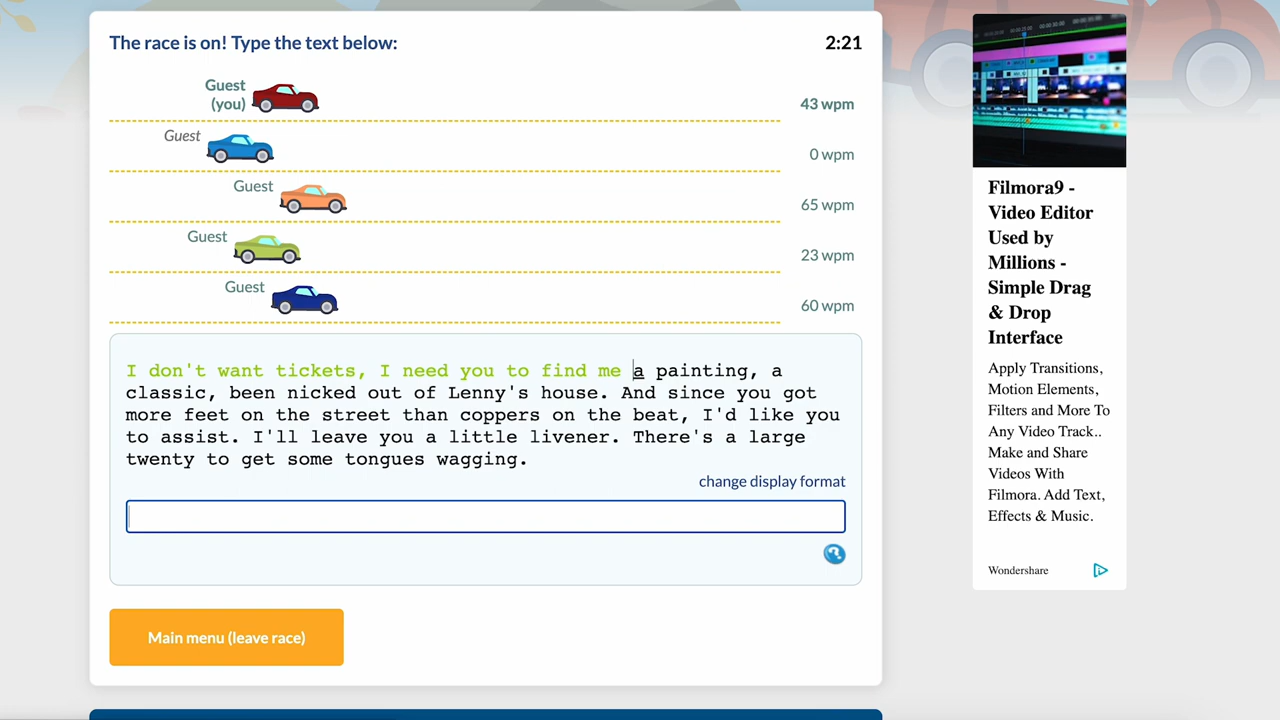 The race is on! Type the text below:
2:21
Guest
(you)
43 wpm
Guest
0 wpm
Guest
65 wpm
Guest
23 wpm
Guest
60 wpm
I don't want tickets, I need you to find me a painting, a
classic, been nicked out of Lenny's house. And since you got
more feet on the street than coppers on the beat, I'd like you
to assist. I'll leave you a little livener. There's a large
twenty to get some tongues wagging.
change display format
Main menu (leave race)
Filmora9 -
Video Editor
Used by
Millions -
Simple Drag
& Drop
Interface
Apply Transitions,
Motion Elements,
Filters and More To
Any Video Track..
Make and Share
Videos With
Filmora. Add Text,
Effects & Music.
Wondershare